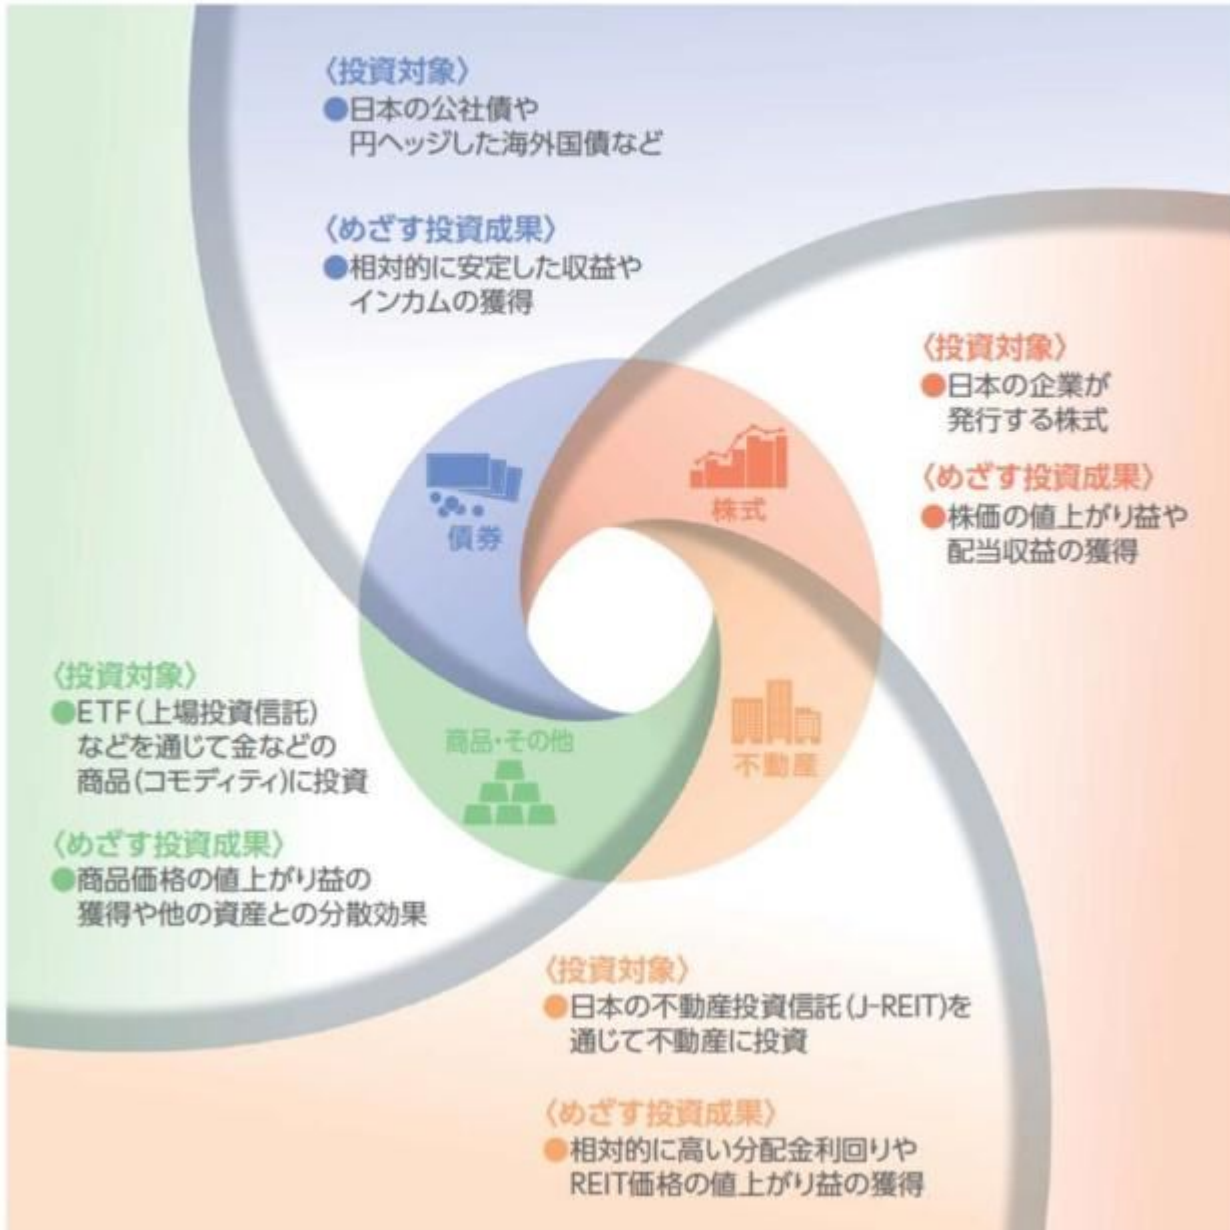 〈投資対象〉
●日本の公社債や
円ヘッジした海外国債など
〈めざす投資成果〉
●相対的に安定した収益や
インカムの獲得
〈投資対象〉
●日本の企業が
発行する株式
〈めざす投資成果〉
●株価の値上がり益や
配当収益の獲得
債券
株式
商品・その他
不動産
〈投資対象〉
●ETF(上場投資信託)
などを通じて金などの
商品(コモディティ)に投資
〈めざす投資成果〉
●商品価格の値上がり益の
獲得や他の資産との分散効果
〈投資対象〉
●日本の不動産投資信託(J-REIT)を
通じて不動産に投資
〈めざす投資成果〉
●相対的に高い分配金利回りや
REIT価格の値上がり益の獲得